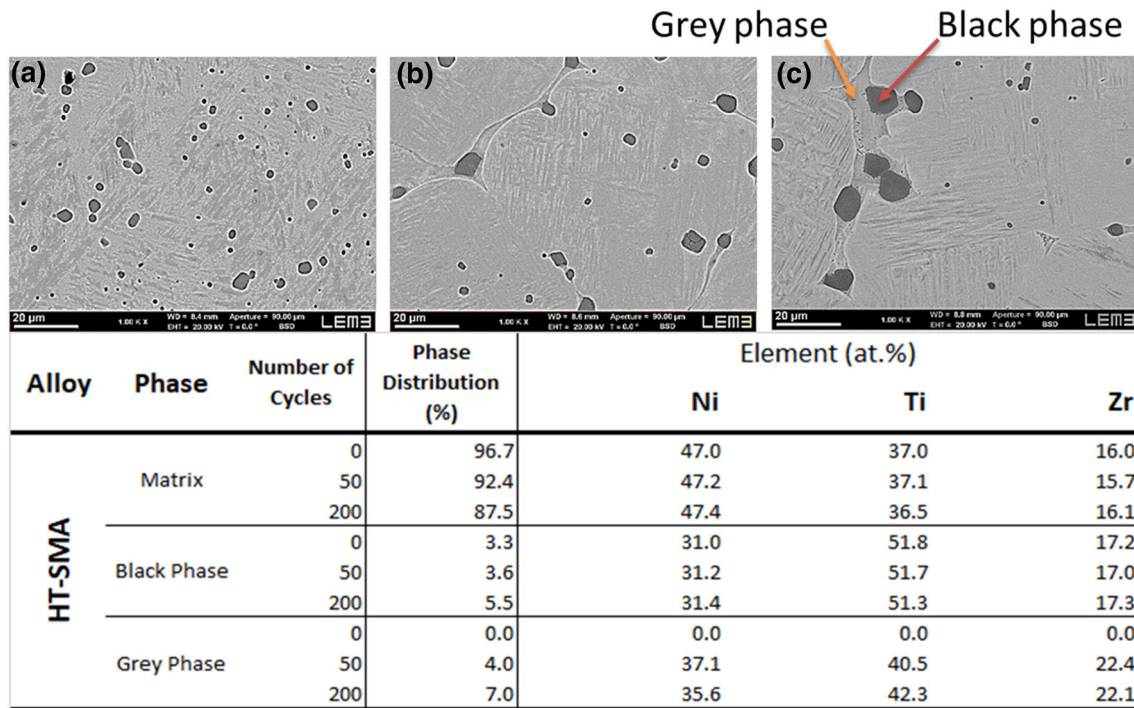 Grey phase Black phase
(a) (b) (c)
20 µm 1.00 K X WD = 8.4 mm Aperture = 90.00 µm EHT = 20.00 kV T = 0.0 ° BSD LEM3
20 µm 1.00 K X WD = 8.6 mm Aperture = 90.00 µm EHT = 20.00 kV T = 0.0 ° BSD LEM3
20 µm 1.00 K X WD = 8.8 mm Aperture = 90.00 µm EHT = 20.00 kV T = 0.0 ° BSD LEM3
Alloy Phase Number of Cycles Phase Distribution (%) Element (at.%)
Ni Ti Zr
HT-SMA
Matrix
0 96.7 47.0 37.0 16.0
50 92.4 47.2 37.1 15.7
200 87.5 47.4 36.5 16.1
Black Phase
0 3.3 31.0 51.8 17.2
50 3.6 31.2 51.7 17.0
200 5.5 31.4 51.3 17.3
Grey Phase
0 0.0 0.0 0.0 0.0
50 4.0 37.1 40.5 22.4
200 7.0 35.6 42.3 22.1